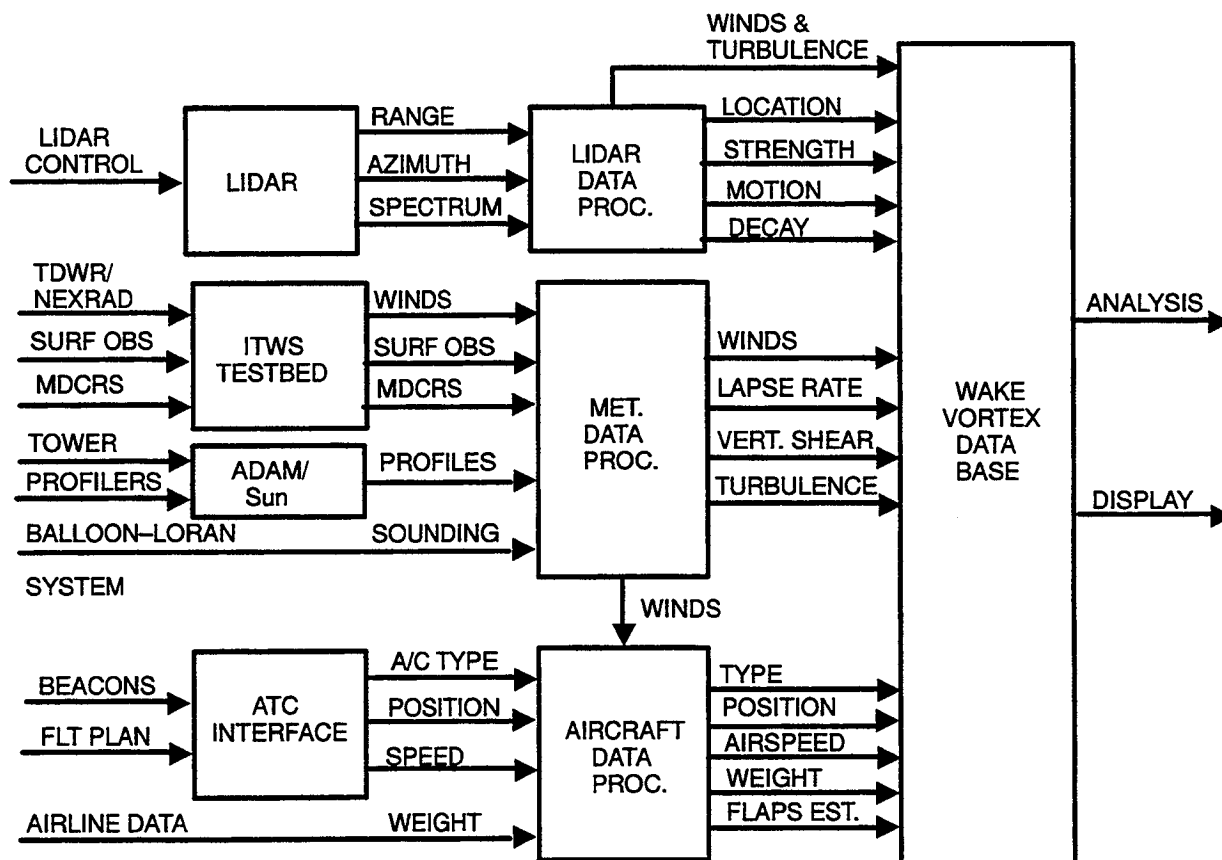 WINDS &
TURBULENCE
LIDAR
CONTROL
LIDAR
RANGE
AZIMUTH
SPECTRUM
LIDAR
DATA
PROC.
LOCATION
STRENGTH
MOTION
DECAY
TDWR/
NEXRAD
SURF OBS
MDCRS
ITWS
TESTBED
WINDS
SURF OBS
MDCRS
TOWER
PROFILERS
ADAM/
Sun
PROFILES
BALLOON–LORAN
SYSTEM
SOUNDING
MET.
DATA
PROC.
WINDS
LAPSE RATE
VERT. SHEAR
TURBULENCE
WINDS
BEACONS
FLT PLAN
ATC
INTERFACE
A/C TYPE
POSITION
SPEED
AIRLINE DATA
WEIGHT
AIRCRAFT
DATA
PROC.
TYPE
POSITION
AIRSPEED
WEIGHT
FLAPS EST.
WAKE
VORTEX
DATA
BASE
ANALYSIS
DISPLAY